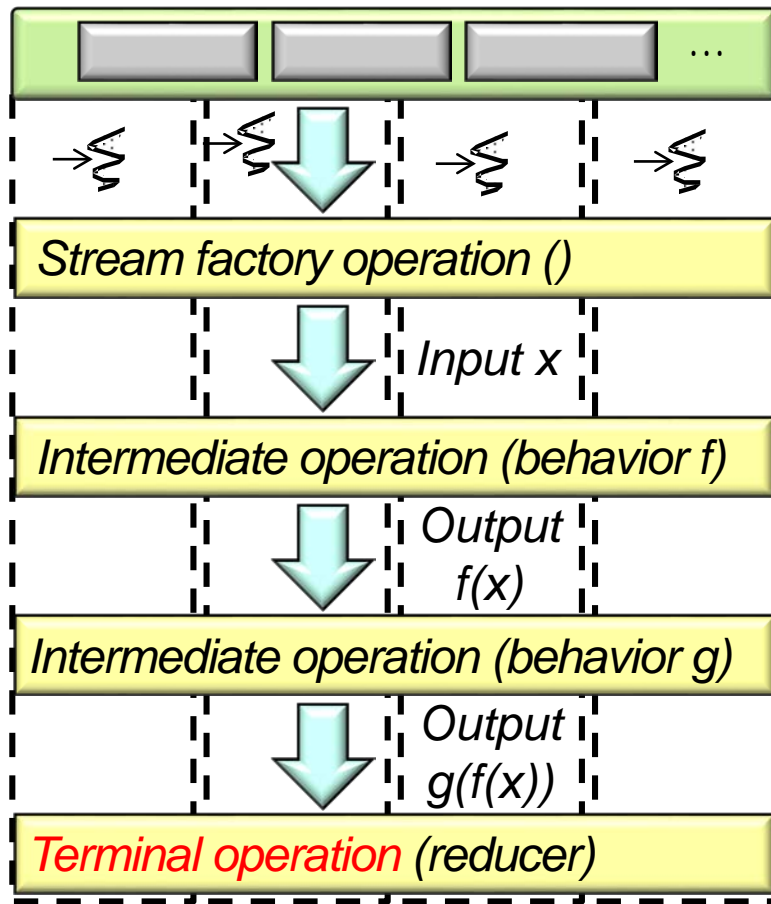 ...
Stream factory operation ()
Input x
Intermediate operation (behavior f)
Output
f(x)
Intermediate operation (behavior g)
Output
g(f(x))
Terminal operation (reducer)